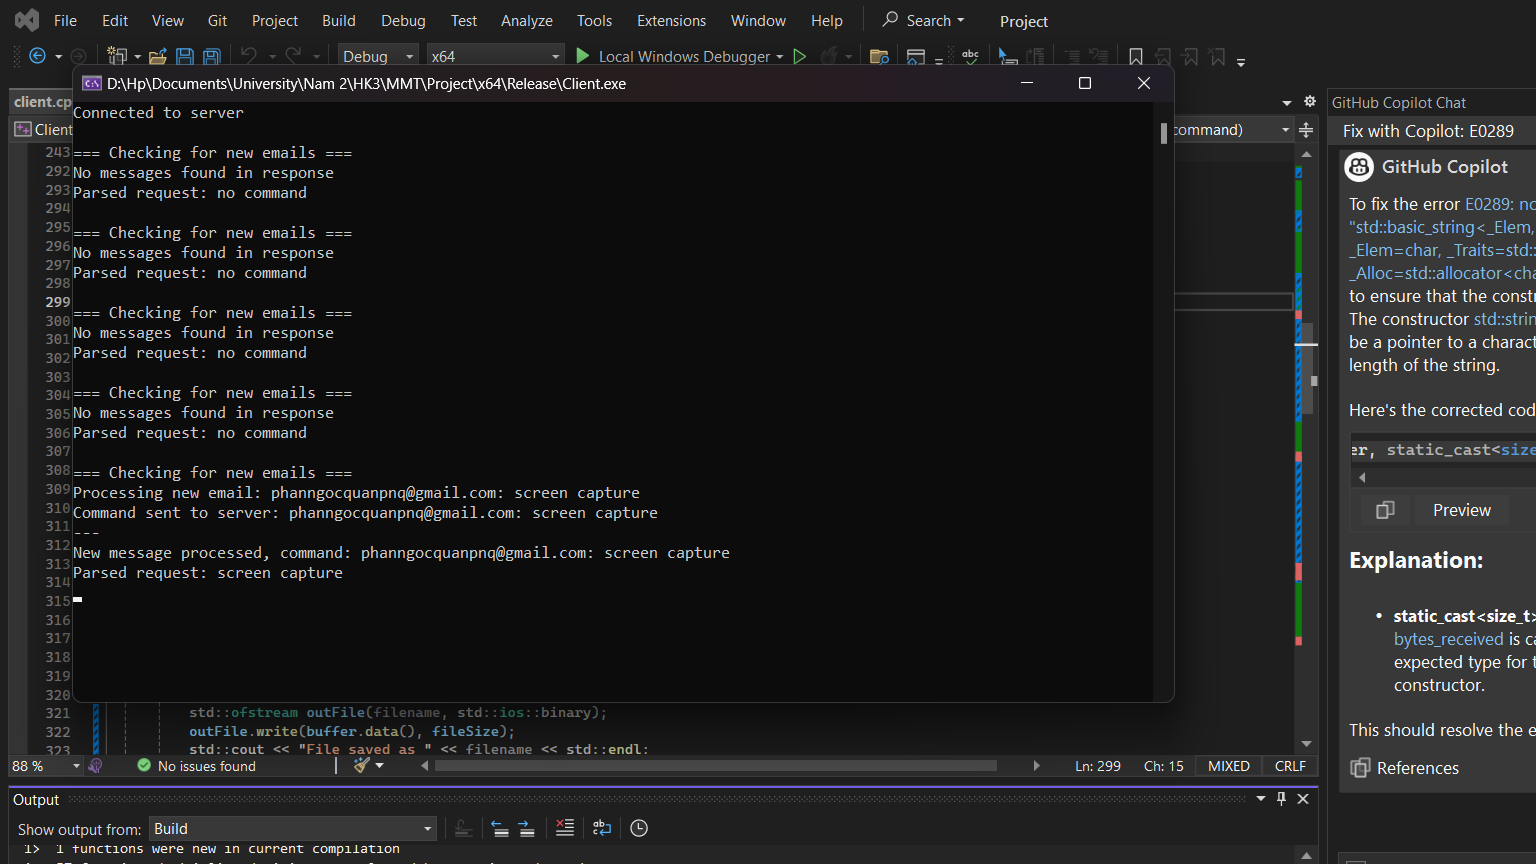 File Edit View Git Project Build Debug Test Analyze Tools Extensions Window Help Search Project
Debug x64 Local Windows Debugger abc
D:\Hp\Documents\University\Nam 2\HK3\MMT\Project\x64\Release\Client.exe
client.cp
Client
command)
Connected to server
=== Checking for new emails ===
No messages found in response
Parsed request: no command
=== Checking for new emails ===
No messages found in response
Parsed request: no command
=== Checking for new emails ===
No messages found in response
Parsed request: no command
=== Checking for new emails ===
No messages found in response
Parsed request: no command
=== Checking for new emails ===
Processing new email: phanngocquanpnq@gmail.com: screen capture
Command sent to server: phanngocquanpnq@gmail.com: screen capture
---
New message processed, command: phanngocquanpnq@gmail.com: screen capture
Parsed request: screen capture
243
292
293
294
295
296
297
298
299
300
301
302
303
304
305
306
307
308
309
310
311
312
313
314
315
316
317
318
319
320
321 std::ofstream outFile(filename, std::ios::binary);
322 outFile.write(buffer.data(), fileSize);
323 std::cout << "File saved as " << filename << std::endl;
88 % No issues found Ln: 299 Ch: 15 MIXED CRLF
Output
Show output from: Build
1> 1 functions were new in current compilation
GitHub Copilot Chat
Fix with Copilot: E0289
GitHub Copilot
To fix the error E0289: no
"std::basic_string<_Elem,
_Elem=char, _Traits=std::
_Alloc=std::allocator<cha
to ensure that the constr
The constructor std::strin
be a pointer to a charact
length of the string.
Here's the corrected cod
er, static_cast<size
Preview
Explanation:
• static_cast<size_t>
bytes_received is ca
expected type for t
constructor.
This should resolve the e
References